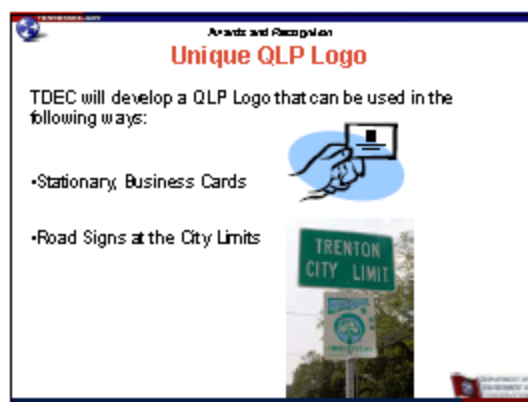 Awards and Recognition
Unique QLP Logo
TDEC will develop a QLP Logo that can be used in the
following ways:
•Stationary, Business Cards
•Road Signs at the City Limits
TRENTON
CITY LIMIT